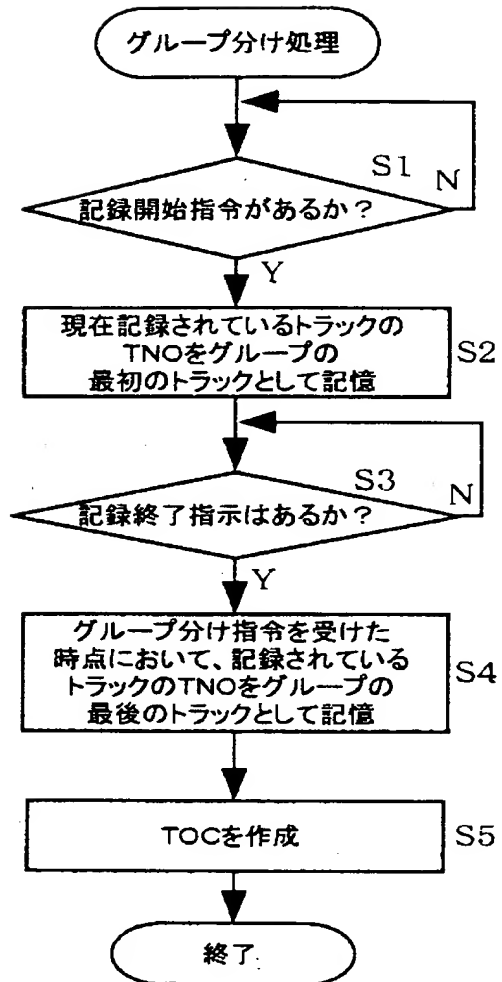 グループ分け処理
S1
N
記録開始指令があるか?
Y
現在記録されているトラックの
TNOをグループの
最初のトラックとして記憶
S2
S3
N
記録終了指示はあるか?
Y
グループ分け指令を受けた
時点において、記録されている
トラックのTNOをグループの
最後のトラックとして記憶
S4
TOCを作成
S5
終了